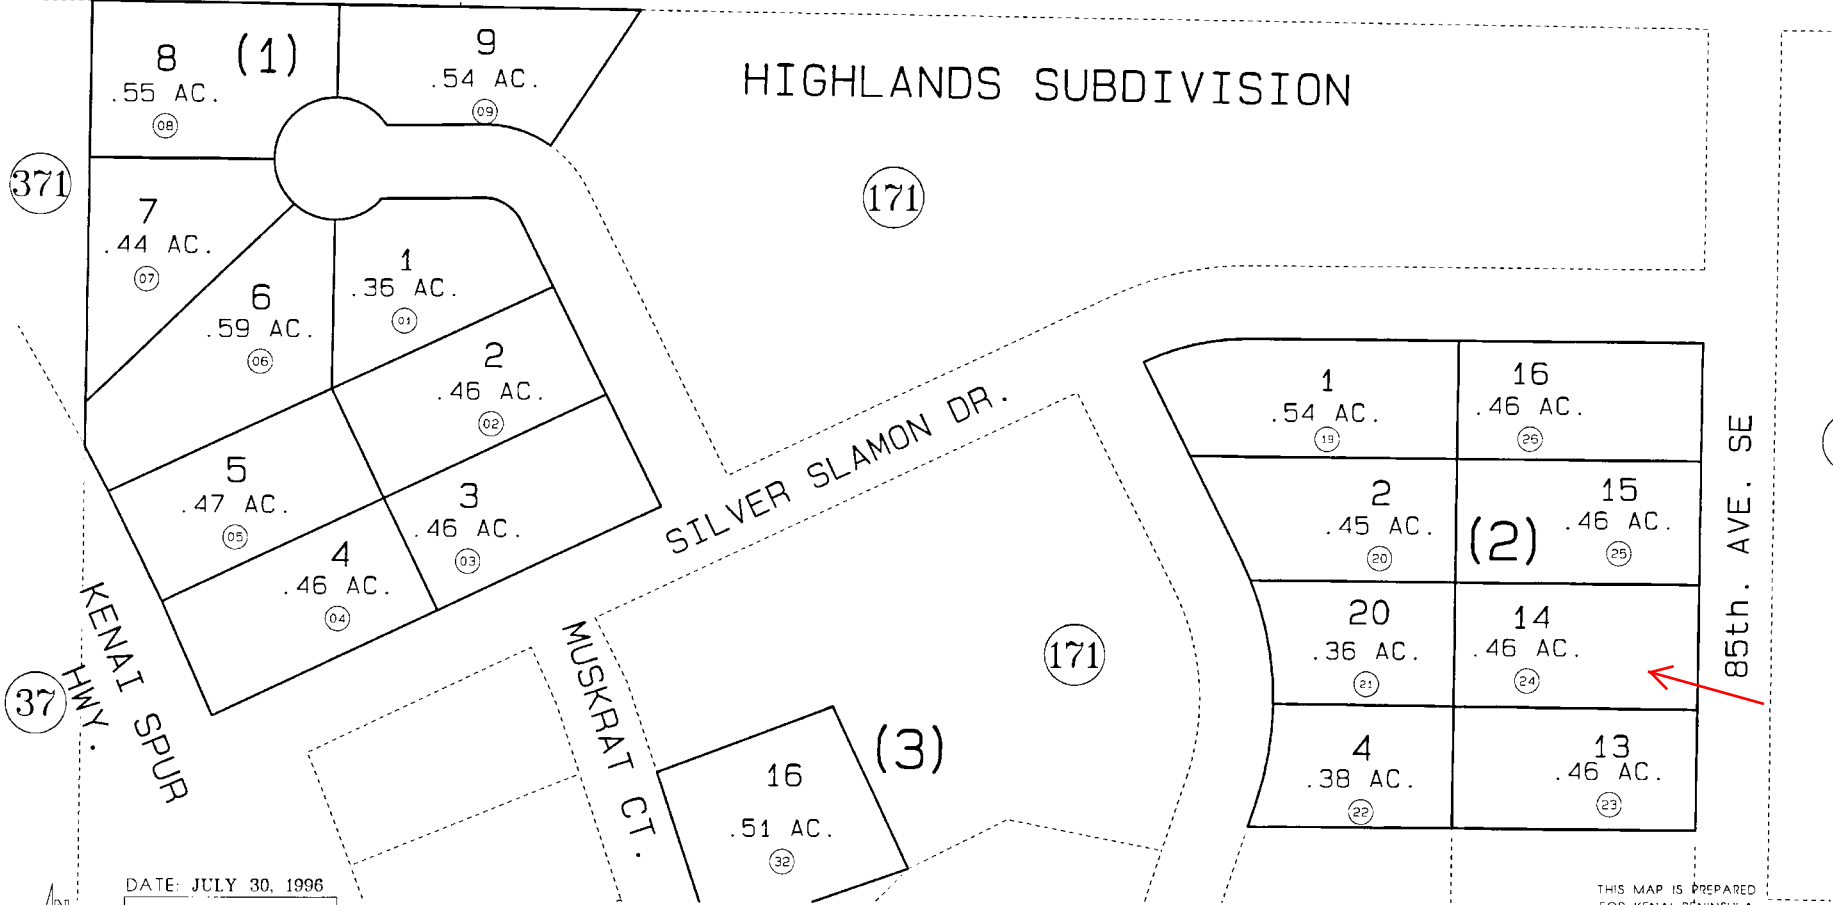 8
(1)
.55 AC.
08
9
.54 AC.
09
HIGHLANDS SUBDIVISION
371
171
7
.44 AC.
07
1
.36 AC.
01
6
.59 AC.
06
2
.46 AC.
02
5
.47 AC.
05
3
.46 AC.
03
4
.46 AC.
04
SILVER SLAMON DR.
1
.54 AC.
19
16
.46 AC.
26
2
.45 AC.
20
(2)
15
.46 AC.
25
85th. AVE. SE
20
.36 AC.
21
14
.46 AC.
24
4
.38 AC.
22
13
.46 AC.
23
171
KENAI SPUR
HWY.
37
MUSKRAT CT.
(3)
16
.51 AC.
32
DATE: JULY 30, 1996
THIS MAP IS PREPARED
FOR KENAI PENINSULA